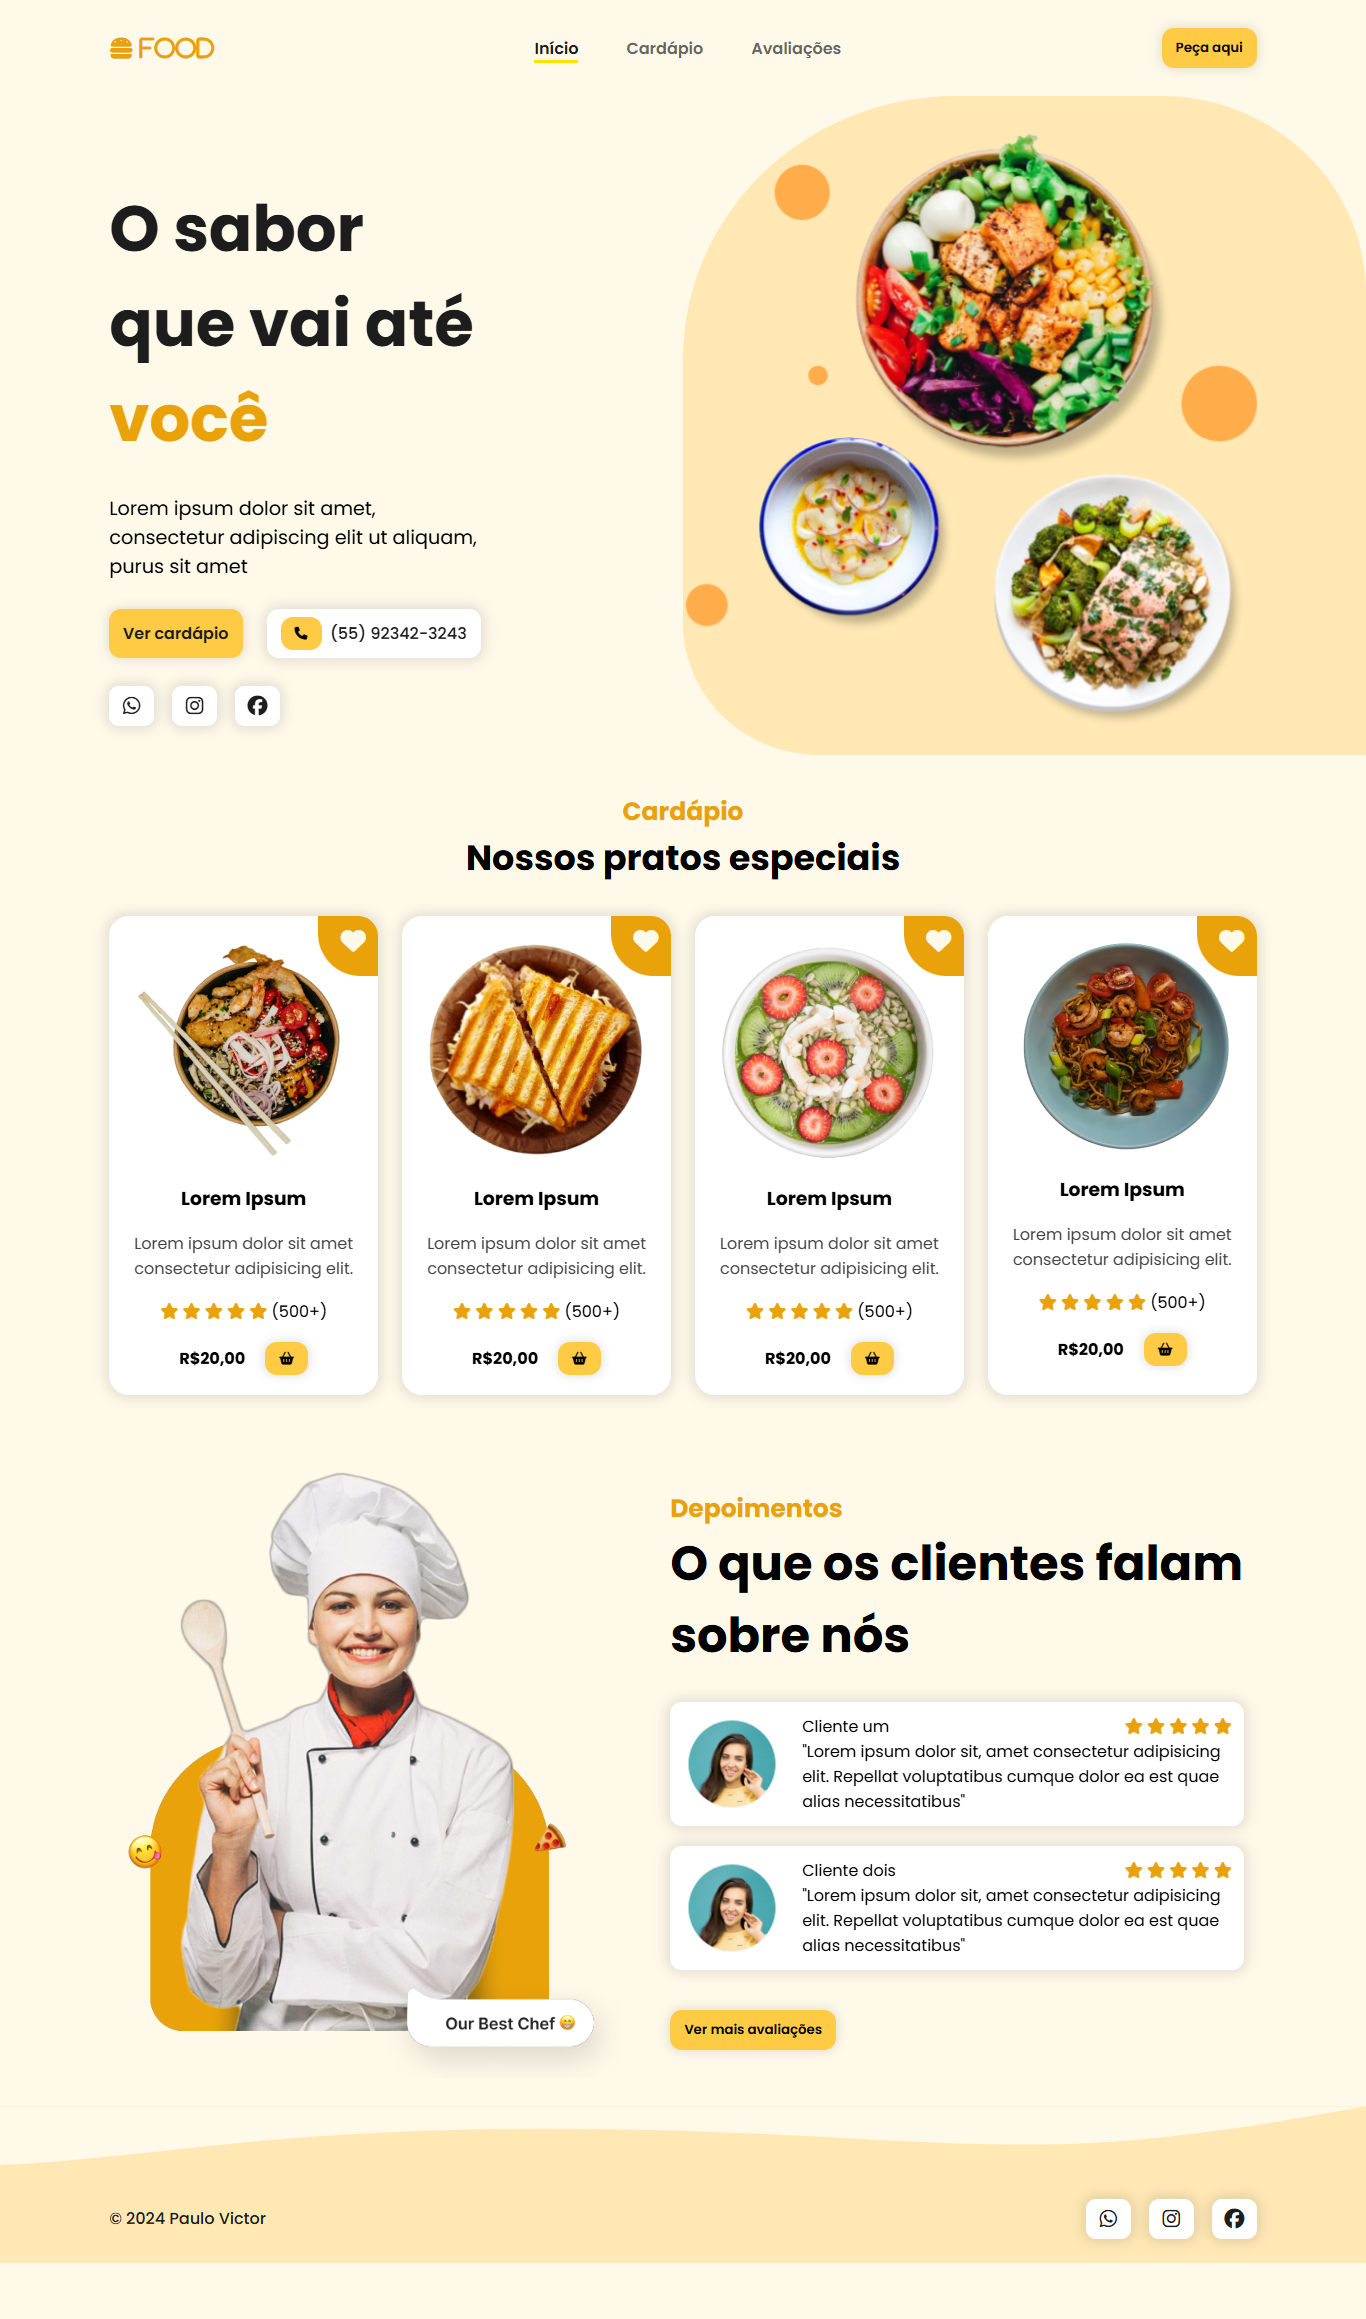 FOOD
Início
Cardápio
Avaliações
Peça aqui
O sabor
que vai até
você
Lorem ipsum dolor sit amet,
consectetur adipiscing elit ut aliquam,
purus sit amet
Ver cardápio
(55) 92342-3243
Cardápio
Nossos pratos especiais
Lorem Ipsum
Lorem ipsum dolor sit amet
consectetur adipisicing elit.
(500+)
R$20,00
Lorem Ipsum
Lorem ipsum dolor sit amet
consectetur adipisicing elit.
(500+)
R$20,00
Lorem Ipsum
Lorem ipsum dolor sit amet
consectetur adipisicing elit.
(500+)
R$20,00
Lorem Ipsum
Lorem ipsum dolor sit amet
consectetur adipisicing elit.
(500+)
R$20,00
Our Best Chef 😁
Depoimentos
O que os clientes falam
sobre nós
Cliente um
"Lorem ipsum dolor sit, amet consectetur adipisicing
elit. Repellat voluptatibus cumque dolor ea est quae
alias necessitatibus"
Cliente dois
"Lorem ipsum dolor sit, amet consectetur adipisicing
elit. Repellat voluptatibus cumque dolor ea est quae
alias necessitatibus"
Ver mais avaliações
© 2024 Paulo Victor